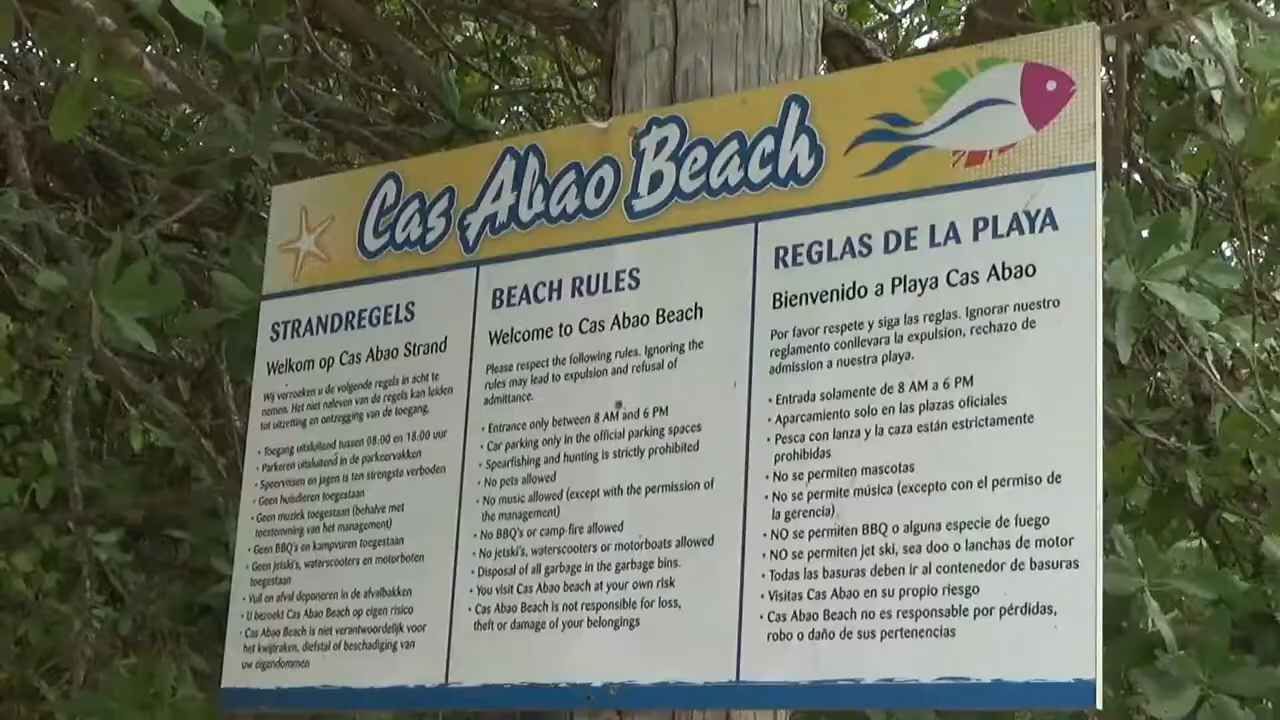 Cas Abao Beach
STRANDREGELS
Welkom op Cas Abao Strand
Wij verzoeken u de volgende regels in acht te
nemen. Het niet naleven van de regels kan leiden
tot uitzetting en ontzegging van de toegang.
• Toegang uitsluitend tussen 08:00 en 18:00 uur
• Parkeren uitsluitend in de parkeervakken
• Speervissen en jagen is ten strengste verboden
• Geen huisdieren toegestaan
• Geen muziek toegestaan (behalve met
toestemming van het management)
• Geen BBQ's en kampvuren toegestaan
• Geen jetski's, waterscooters en motorboten
toegestaan
• Vuil en afval deponeren in de afvalbakken
• U bezoekt Cas Abao Beach op eigen risico
• Cas Abao Beach is niet verantwoordelijk voor
het kwijtraken, diefstal of beschadiging van
uw eigendommen
BEACH RULES
Welcome to Cas Abao Beach
Please respect the following rules. Ignoring the
rules may lead to expulsion and refusal of
admittance.
• Entrance only between 8 AM and 6 PM
• Car parking only in the official parking spaces
• Spearfishing and hunting is strictly prohibited
• No pets allowed
• No music allowed (except with the permission of
the management)
• No BBQ's or camp-fire allowed
• No jetski's, waterscooters or motorboats allowed
• Disposal of all garbage in the garbage bins.
• You visit Cas Abao beach at your own risk
• Cas Abao Beach is not responsible for loss,
theft or damage of your belongings
REGLAS DE LA PLAYA
Bienvenido a Playa Cas Abao
Por favor respete y siga las reglas. Ignorar nuestro
reglamento conllevara la expulsion, rechazo de
admission a nuestra playa.
• Entrada solamente de 8 AM a 6 PM
• Aparcamiento solo en las plazas oficiales
• Pesca con lanza y la caza están estrictamente
prohibidas
• No se permiten mascotas
• No se permite música (excepto con el permiso de
la gerencia)
• NO se permiten BBQ o alguna especie de fuego
• NO se permiten jet ski, sea doo o lanchas de motor
• Todas las basuras deben ir al contenedor de basuras
• Visitas Cas Abao en su propio riesgo
• Cas Abao Beach no es responsable por pérdidas,
robo o daño de sus pertenencias